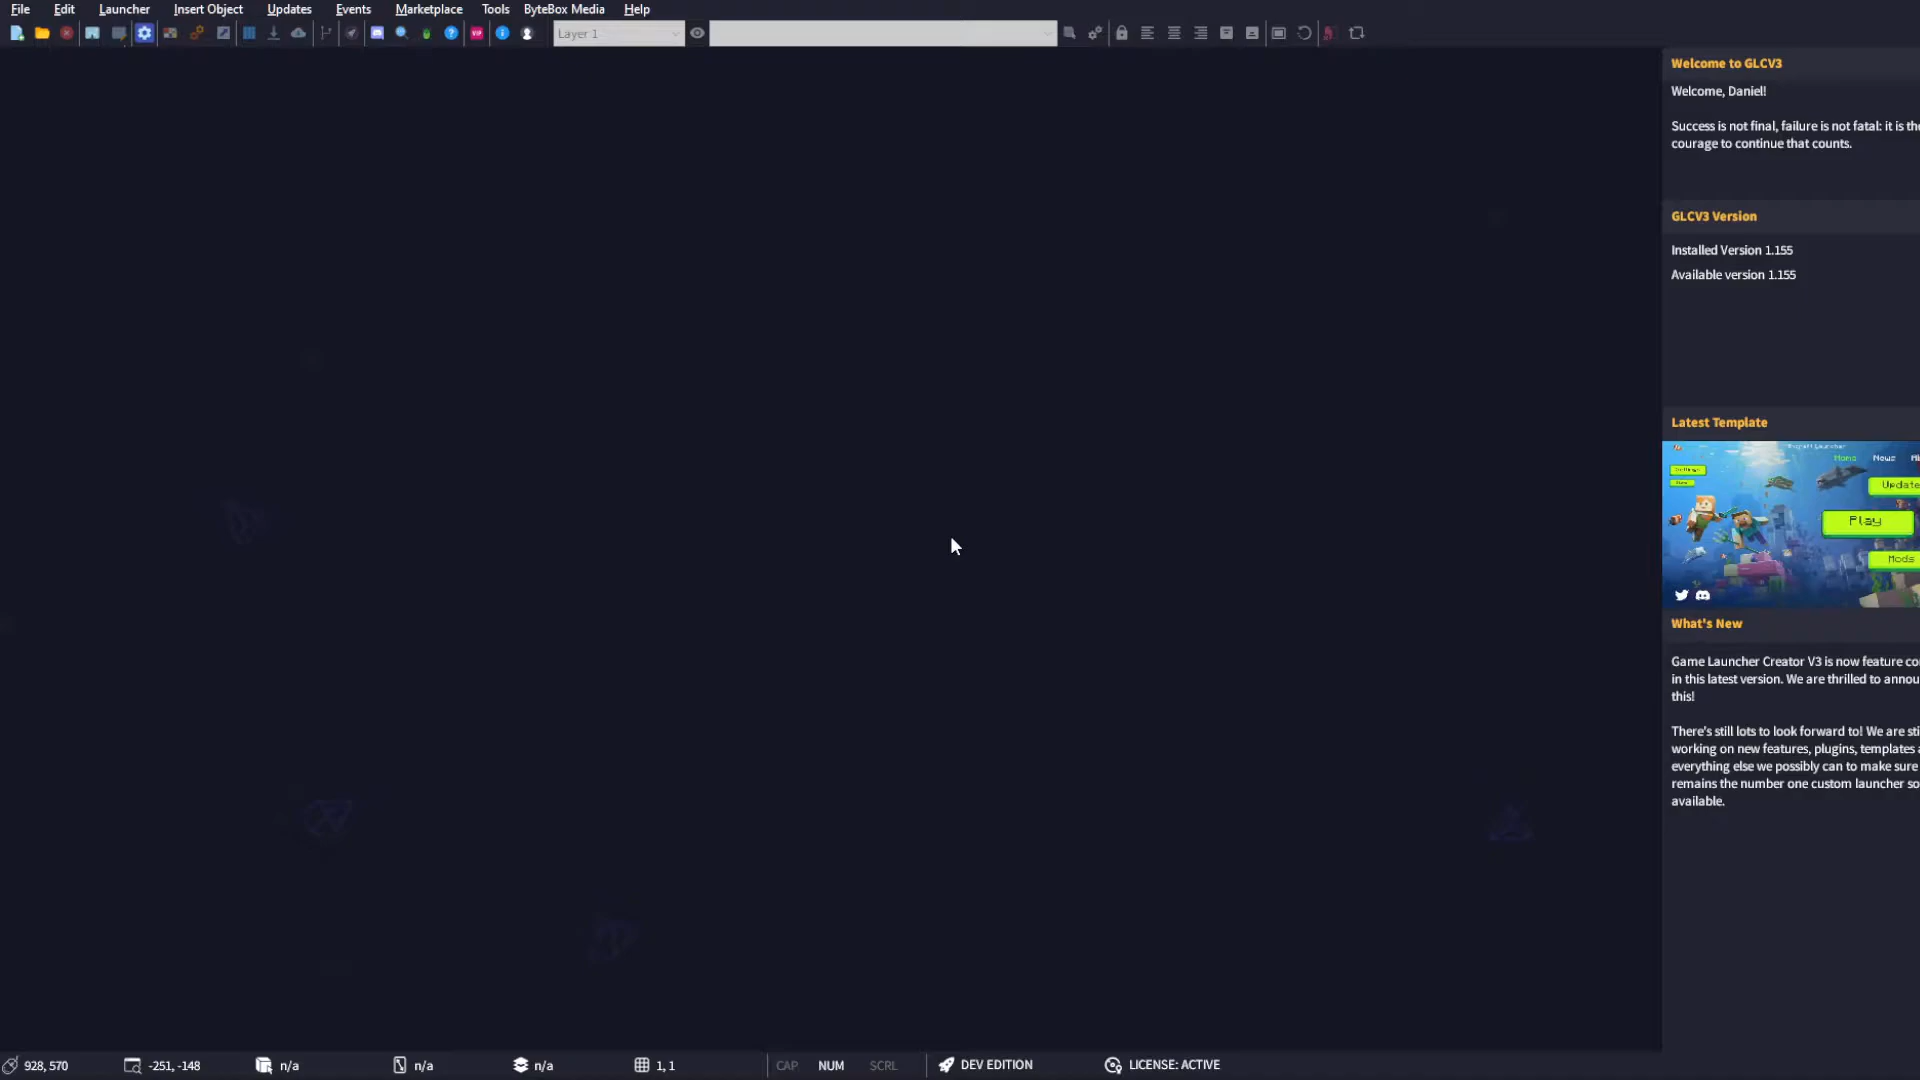 File Edit Launcher Insert Object Updates Events Marketplace Tools ByteBox Media Help
Layer 1
Welcome to GLCV3
Welcome, Daniel!
Success is not final, failure is not fatal: it is the
courage to continue that counts.
GLCV3 Version
Installed Version 1.155
Available version 1.155
Latest Template
Home News
Update
Play
Mods
What's New
Game Launcher Creator V3 is now feature co
in this latest version. We are thrilled to annou
this!
There's still lots to look forward to! We are sti
working on new features, plugins, templates a
everything else we possibly can to make sure
remains the number one custom launcher so
available.
928, 570 -251, -148 n/a n/a n/a 1, 1 CAP NUM SCRL DEV EDITION LICENSE: ACTIVE